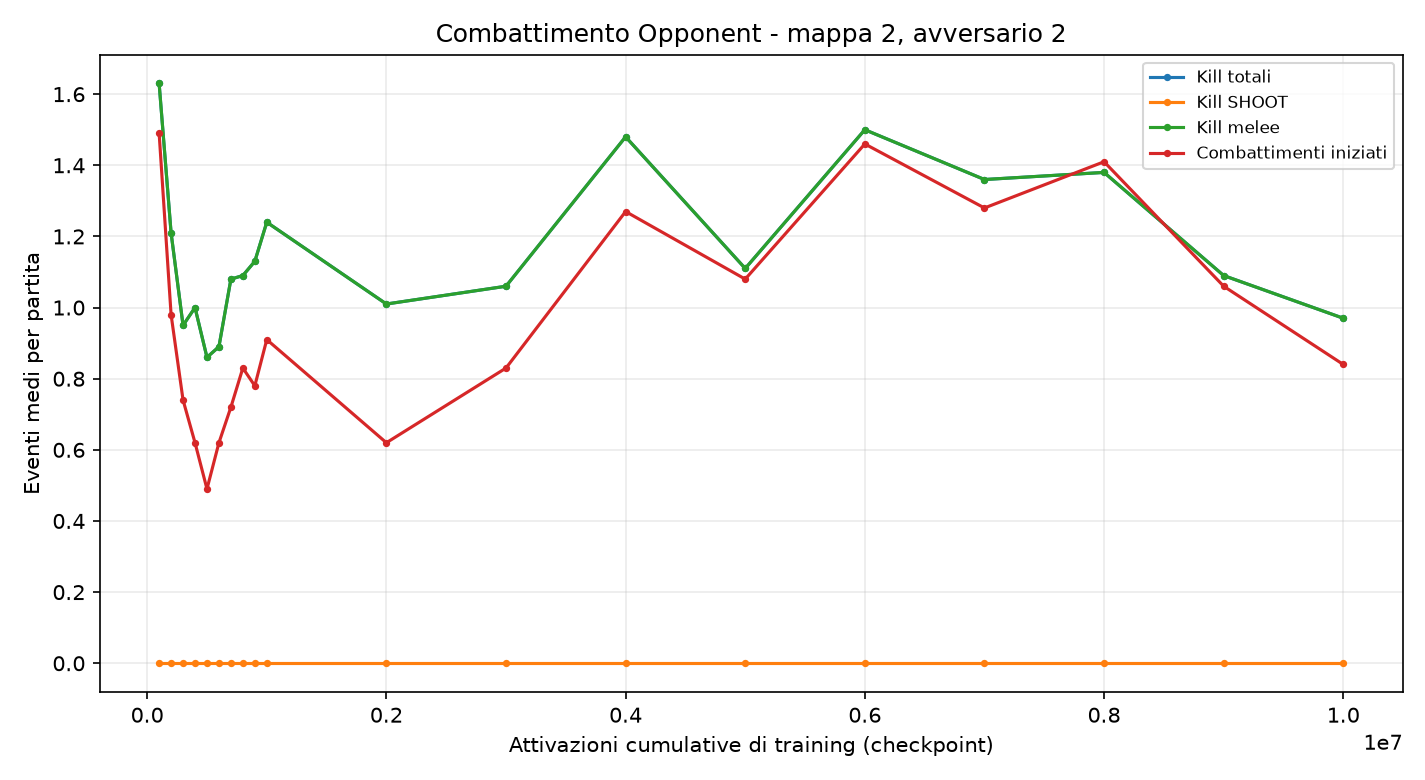 Combattimento Opponent - mappa 2, avversario 2
Kill totali
Kill SHOOT
Kill melee
Combattimenti iniziati
Eventi medi per partita
1.6
1.4
1.2
1.0
0.8
0.6
0.4
0.2
0.0
0.0 0.2 0.4 0.6 0.8 1.0
1e7
Attivazioni cumulative di training (checkpoint)